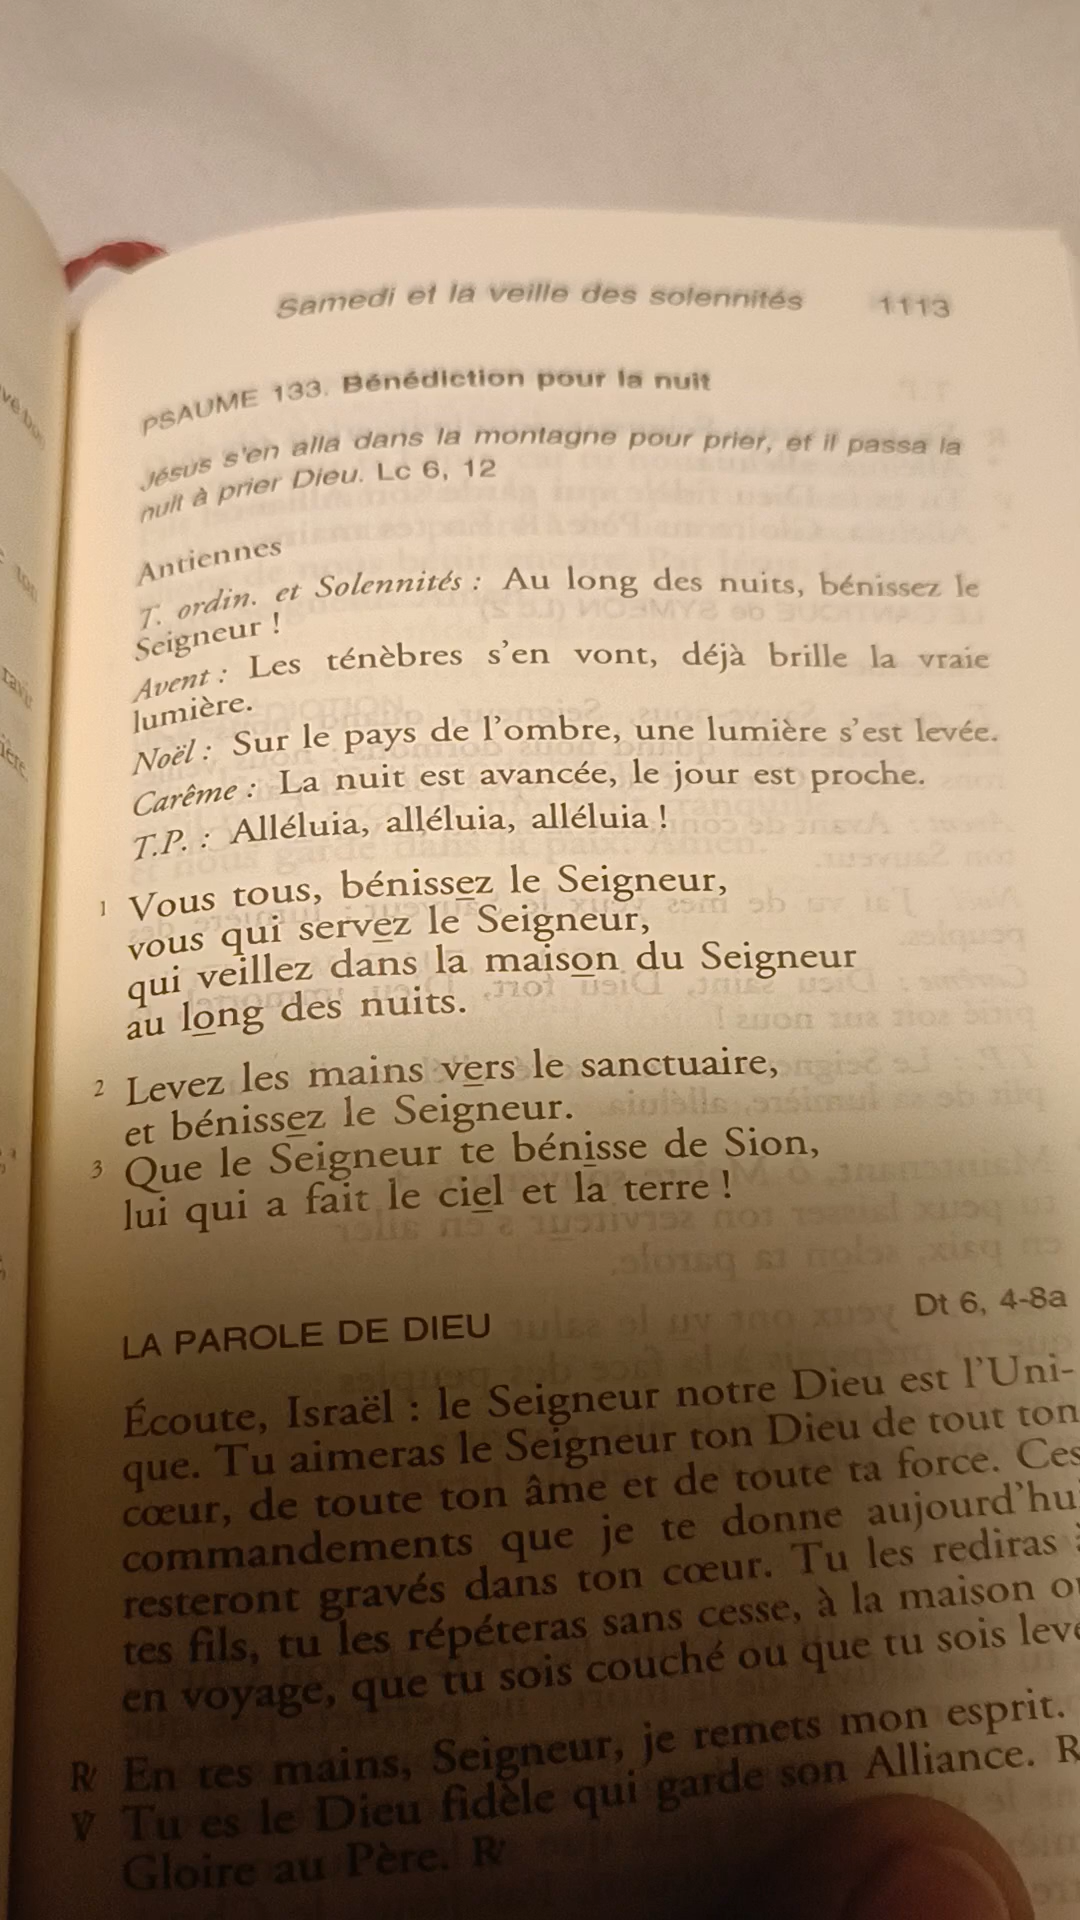 Samedi et la veille des solennités 1113
PSAUME 133. Bénédiction pour la nuit
Jésus s'en alla dans la montagne pour prier, et il passa la
nuit à prier Dieu. Lc 6, 12
Antiennes
T. ordin. et Solennités : Au long des nuits, bénissez le
Seigneur !
Avent : Les ténèbres s'en vont, déjà brille la vraie
lumière.
Noël : Sur le pays de l'ombre, une lumière s'est levée.
Carême : La nuit est avancée, le jour est proche.
T.P. : Alléluia, alléluia, alléluia !
1 Vous tous, bénissez le Seigneur,
vous qui servez le Seigneur,
qui veillez dans la maison du Seigneur
au long des nuits.
2 Levez les mains vers le sanctuaire,
et bénissez le Seigneur.
3 Que le Seigneur te bénisse de Sion,
lui qui a fait le ciel et la terre !
LA PAROLE DE DIEU Dt 6, 4-8a
Écoute, Israël : le Seigneur notre Dieu est l'Uni-
que. Tu aimeras le Seigneur ton Dieu de tout ton
cœur, de toute ton âme et de toute ta force. Ces
commandements que je te donne aujourd'hui
resteront gravés dans ton cœur. Tu les rediras à
tes fils, tu les répéteras sans cesse, à la maison ou
en voyage, que tu sois couché ou que tu sois levé
℟ En tes mains, Seigneur, je remets mon esprit.
℣ Tu es le Dieu fidèle qui garde son Alliance. ℟
Gloire au Père. ℟